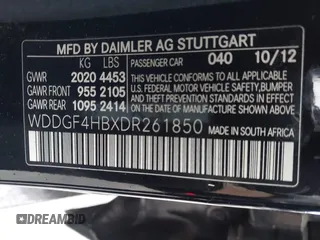 MFD BY DAIMLER AG STUTTGART
KG LBS PASSENGER CAR 040 10/12
GVWR 2020 4453 THIS VEHICLE CONFORMS TO ALL APPLICABLE
GAWR FRONT 955 2105 U.S. FEDERAL MOTOR VEHICLE SAFETY, BUMPER
GAWR REAR 1095 2414 AND THEFT PREVENTION STANDARDS IN EFFECT ON
THE DATE OF MANUFACTURE SHOWN ABOVE.
WDDGF4HBXDR261850
MADE IN SOUTH AFRICA
DREAMBID